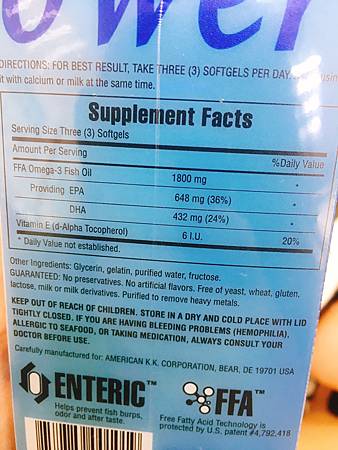 ower
DIRECTIONS: FOR BEST RESULT, TAKE THREE (3) SOFTGELS PER DAY.
it with calcium or milk at the same time.
Supplement Facts
Serving Size Three (3) Softgels
Amount Per Serving
%Daily Value
FFA Omega-3 Fish Oil 1800 mg *
Providing EPA 648 mg (36%) *
DHA 432 mg (24%) *
Vitamin E (d-Alpha Tocopherol) 6 I.U. 20%
* Daily Value not established.
Other Ingredients: Glycerin, gelatin, purified water, fructose.
GUARANTEED: No preservatives. No artificial flavors. Free of yeast, wheat, gluten,
lactose, milk or milk derivatives. Purified to remove heavy metals.
KEEP OUT OF REACH OF CHILDREN. STORE IN A DRY AND COLD PLACE WITH LID
TIGHTLY CLOSED. IF YOU ARE HAVING BLEEDING PROBLEMS (HEMOPHILIA),
ALLERGIC TO SEAFOOD, OR TAKING MEDICATION, ALWAYS CONSULT YOUR
DOCTOR BEFORE USE.
Carefully manufactured for: AMERICAN K.K. CORPORATION, BEAR, DE 19701 USA
ENTERIC™
Helps prevent fish burps,
odor and after taste.
FFA™
Free Fatty Acid Technology is
protected by U.S. patent #4,792,418